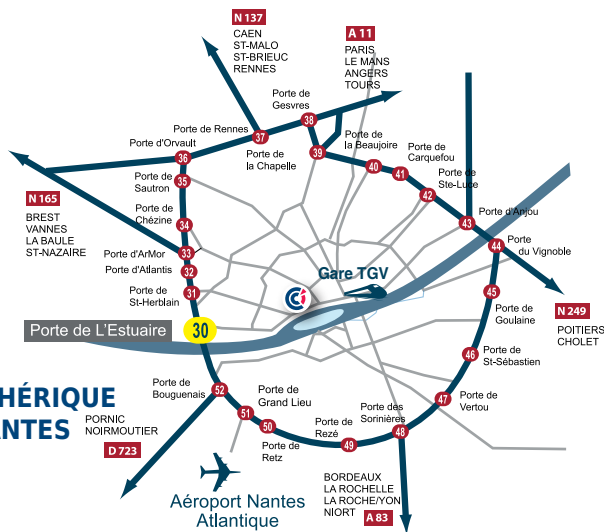 N 137
CAEN
ST-MALO
ST-BRIEUC
RENNES
A 11
PARIS
LE MANS
ANGERS
TOURS
Porte de
Gesvres
38
Porte de Rennes
37
Porte de
la Chapelle
39
Porte de
la Beaujoire
Porte d'Orvault
36
40
41
Porte de
Carquefou
35
Porte de
Sautron
42
Porte de
Ste-Luce
N 165
BREST
VANNES
LA BAULE
ST-NAZAIRE
Porte de
Chézine
34
43
Porte d'Anjou
Porte d'ArMor
33
44
Porte
du Vignoble
Porte d'Atlantis
32
Gare TGV
Porte de
St-Herblain
31
45
Porte de
Goulaine
N 249
POITIERS
CHOLET
Porte de L'Estuaire
30
46
Porte de
St-Sébastien
Porte de
Bouguenais
52
47
Porte de
Vertou
HÉRIQUE
ANTES
PORNIC
NOIRMOUTIER
D 723
51
Porte de
Grand Lieu
50
Porte de
Retz
Porte de
Rezé
49
Porte des
Sorinières
48
Aéroport Nantes
Atlantique
BORDEAUX
LA ROCHELLE
LA ROCHE/YON
NIORT
A 83